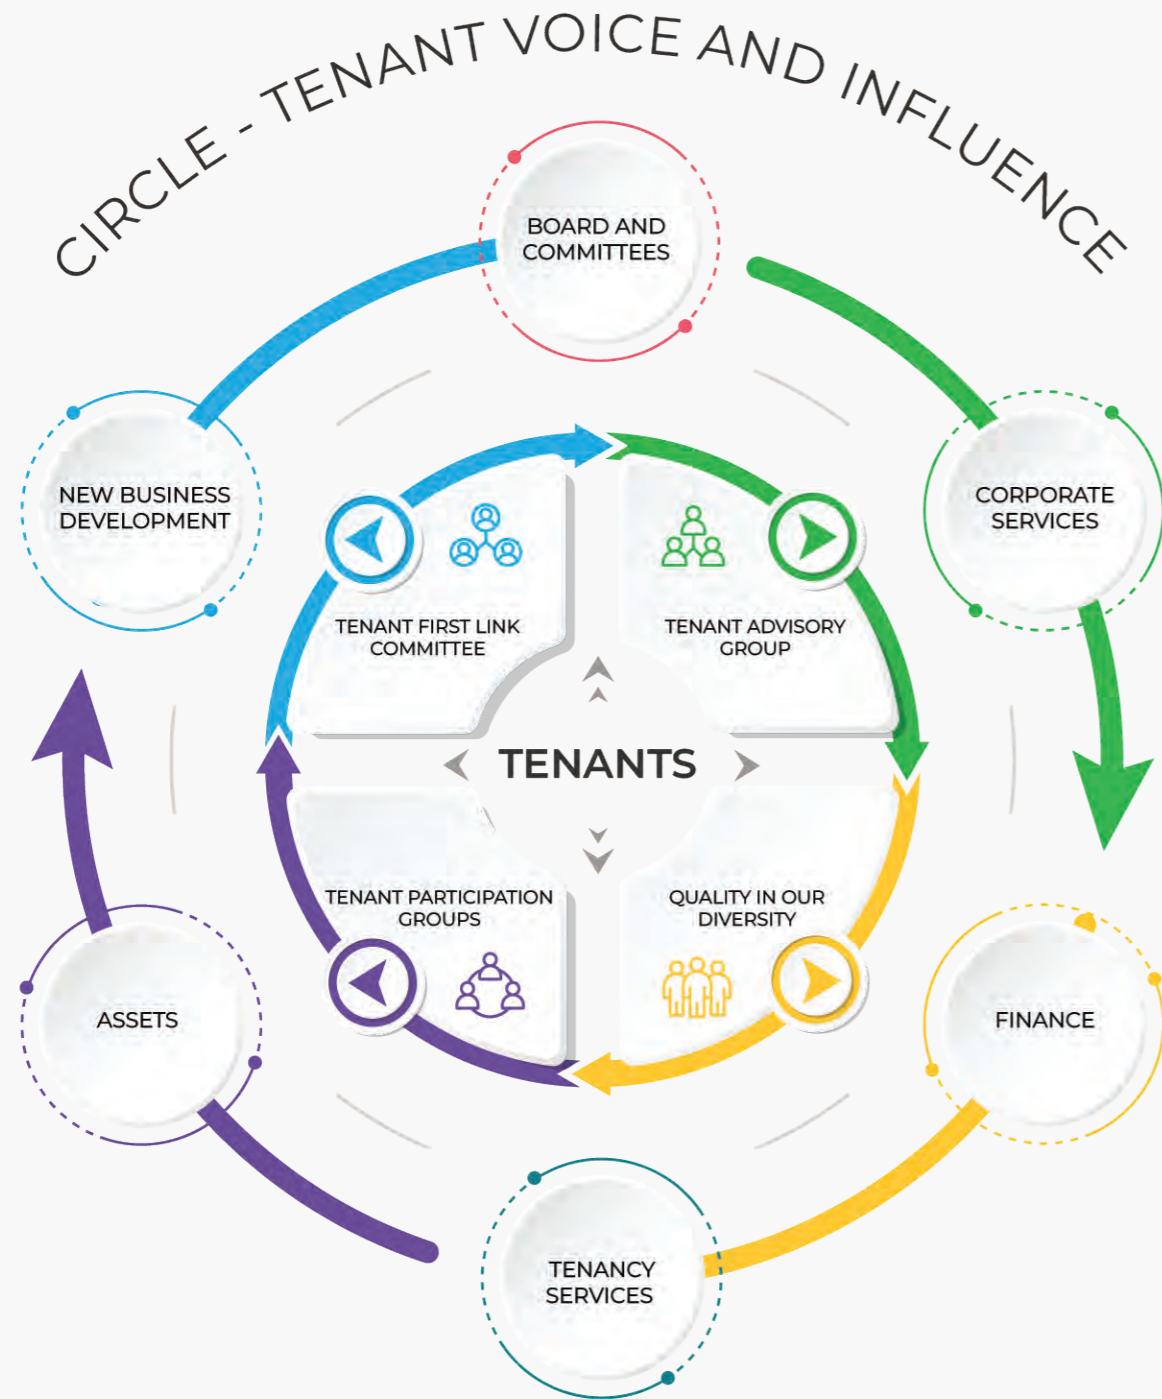 CIRCLE - TENANT VOICE AND INFLUENCE
BOARD AND
COMMITTEES
NEW BUSINESS
DEVELOPMENT
CORPORATE
SERVICES
TENANT FIRST LINK
COMMITTEE
TENANT ADVISORY
GROUP
TENANTS
TENANT PARTICIPATION
GROUPS
QUALITY IN OUR
DIVERSITY
ASSETS
FINANCE
TENANCY
SERVICES